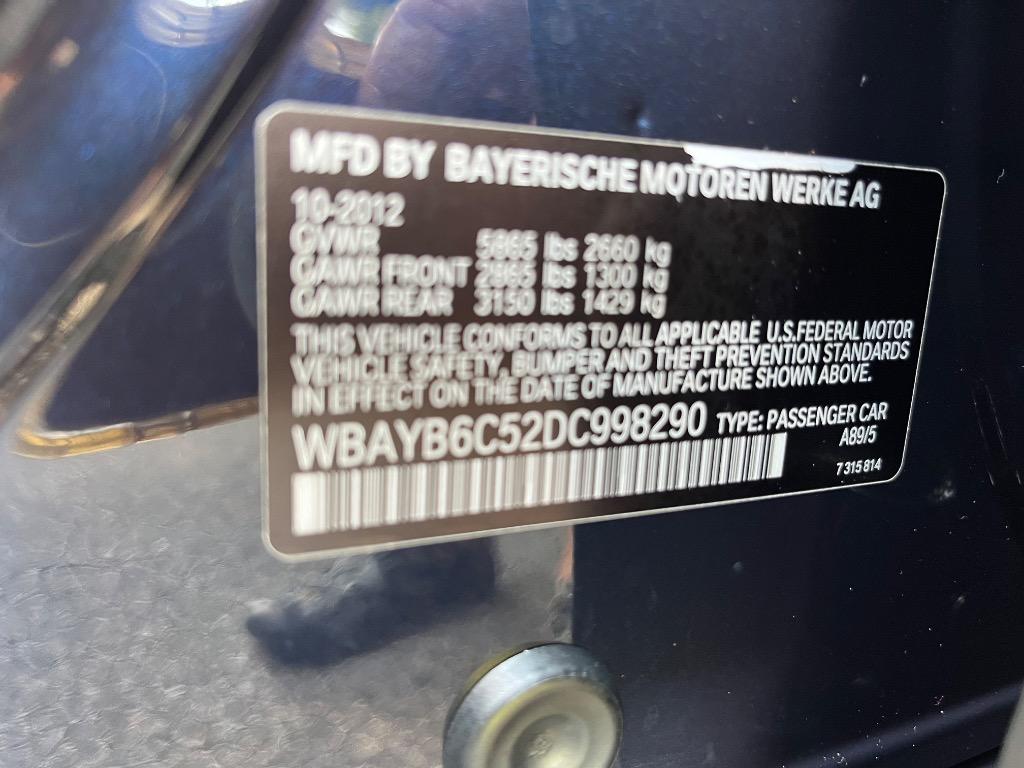 MFD BY BAYERISCHE MOTOREN WERKE AG
10-2012
GVWR 5865 lbs 2660 kg
GAWR FRONT 2865 lbs 1300 kg
GAWR REAR 3150 lbs 1429 kg
THIS VEHICLE CONFORMS TO ALL APPLICABLE U.S.FEDERAL MOTOR
VEHICLE SAFETY, BUMPER AND THEFT PREVENTION STANDARDS
IN EFFECT ON THE DATE OF MANUFACTURE SHOWN ABOVE.
WBAYB6C52DC998290 TYPE: PASSENGER CAR
A89/5
7 315 814